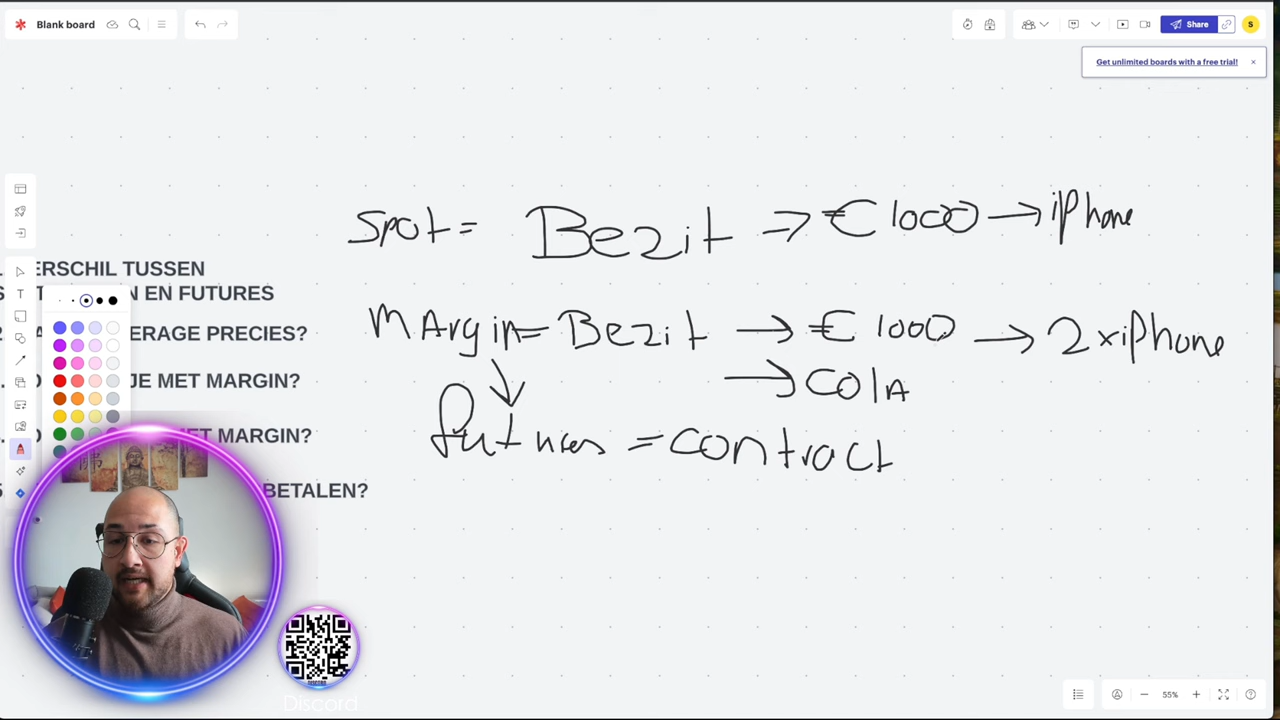 Blank board
Share
S
Get unlimited boards with a free trial!
Spot = Bezit → €1000 → iPhone
ERSCHIL TUSSEN
EN FUTURES
Margin = Bezit → €1000 → 2x iPhone
ERAGE PRECIES?
→ COLA
JE MET MARGIN?
futures = contract
MET MARGIN?
BETALEN?
Discord
55%